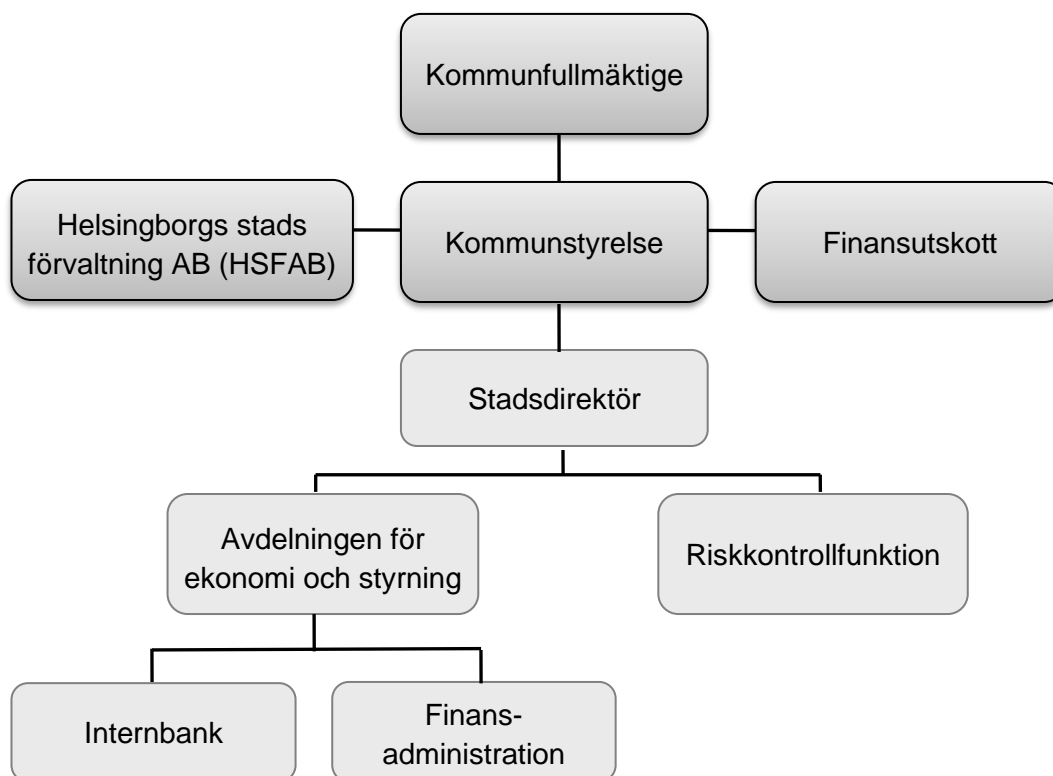 Kommunfullmäktige
Helsingborgs stads
förvaltning AB (HSFAB)
Kommunstyrelse
Finansutskott
Stadsdirektör
Avdelningen för
ekonomi och styrning
Riskkontrollfunktion
Internbank
Finans-
administration